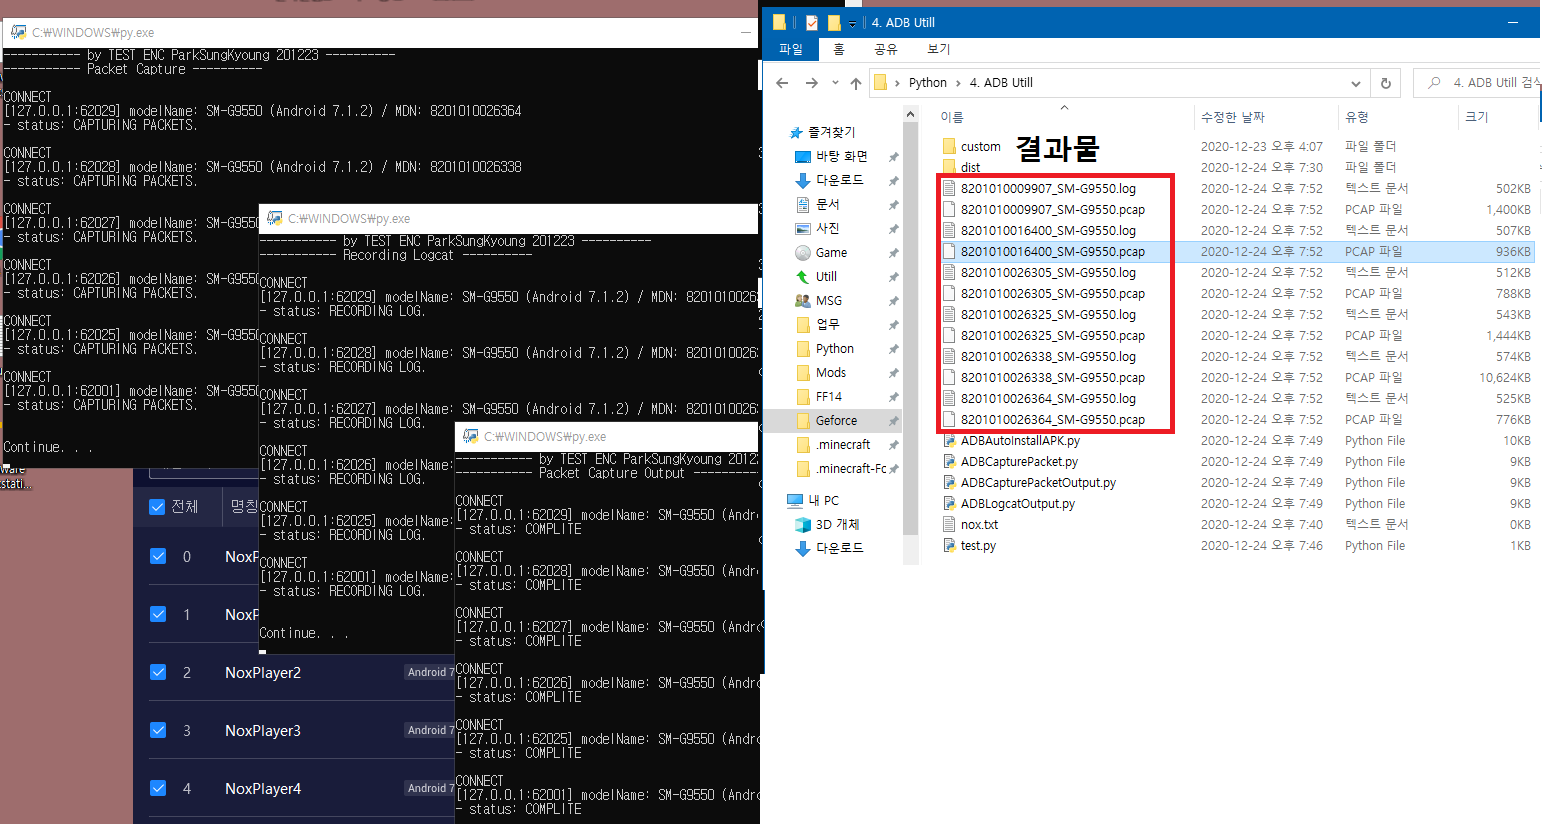 C:₩WINDOWS₩py.exe
----------- by TEST ENC ParkSungKyoung 201223 ----------
----------- Packet Capture ----------
CONNECT
[127.0.0.1:62029] modelName: SM-G9550 (Android 7.1.2) / MDN: 8201010026364
- status: CAPTURING PACKETS.
CONNECT
[127.0.0.1:62028] modelName: SM-G9550 (Android 7.1.2) / MDN: 8201010026338
- status: CAPTURING PACKETS.
CONNECT
[127.0.0.1:62027] modelName: SM-G9550
- status: CAPTURING PACKETS.
CONNECT
[127.0.0.1:62026] modelName: SM-G9550
- status: CAPTURING PACKETS.
CONNECT
[127.0.0.1:62025] modelName: SM-G9550
- status: CAPTURING PACKETS.
CONNECT
[127.0.0.1:62001] modelName: SM-G9550
- status: CAPTURING PACKETS.
Continue. . .
C:₩WINDOWS₩py.exe
----------- by TEST ENC ParkSungKyoung 201223 ----------
----------- Recording Logcat ----------
CONNECT
[127.0.0.1:62029] modelName: SM-G9550 (Android 7.1.2) / MDN: 8201010026
- status: RECORDING LOG.
CONNECT
[127.0.0.1:62028] modelName: SM-G9550 (Android 7.1.2) / MDN: 8201010026
- status: RECORDING LOG.
CONNECT
[127.0.0.1:62027] modelName: SM-G9550 (Android 7.1.2) / MDN: 8201010026
- status: RECORDING LOG.
CONNECT
[127.0.0.1:62026] modelName:
- status: RECORDING LOG.
CONNECT
[127.0.0.1:62025] modelName:
- status: RECORDING LOG.
CONNECT
[127.0.0.1:62001] modelName:
- status: RECORDING LOG.
Continue. . .
C:₩WINDOWS₩py.exe
----------- by TEST ENC ParkSungKyoung 2012
----------- Packet Capture Output ----------
CONNECT
[127.0.0.1:62029] modelName: SM-G9550 (Andr
- status: COMPLITE
CONNECT
[127.0.0.1:62028] modelName: SM-G9550 (Andr
- status: COMPLITE
CONNECT
[127.0.0.1:62027] modelName: SM-G9550 (Andr
- status: COMPLITE
CONNECT
[127.0.0.1:62026] modelName: SM-G9550 (Andr
- status: COMPLITE
CONNECT
[127.0.0.1:62025] modelName: SM-G9550 (Andr
- status: COMPLITE
CONNECT
[127.0.0.1:62001] modelName: SM-G9550 (Andr
- status: COMPLITE
ware
stati...
전체 명칭
0 NoxP
1 NoxP
2 NoxPlayer2 Android 7
3 NoxPlayer3 Android 7
4 NoxPlayer4 Android 7
4. ADB Utill
파일 홈 공유 보기
Python 4. ADB Utill
4. ADB Utill 검색
즐겨찾기
바탕 화면
다운로드
문서
사진
Game
Utill
MSG
업무
Python
Mods
FF14
Geforce
.minecraft
.minecraft-Fc
내 PC
3D 개체
다운로드
이름 수정한 날짜 유형 크기
결과물
custom 2020-12-23 오후 4:07 파일 폴더
dist 2020-12-24 오후 7:30 파일 폴더
8201010009907_SM-G9550.log 2020-12-24 오후 7:52 텍스트 문서 502KB
8201010009907_SM-G9550.pcap 2020-12-24 오후 7:52 PCAP 파일 1,400KB
8201010016400_SM-G9550.log 2020-12-24 오후 7:52 텍스트 문서 507KB
8201010016400_SM-G9550.pcap 2020-12-24 오후 7:52 PCAP 파일 936KB
8201010026305_SM-G9550.log 2020-12-24 오후 7:52 텍스트 문서 512KB
8201010026305_SM-G9550.pcap 2020-12-24 오후 7:52 PCAP 파일 788KB
8201010026325_SM-G9550.log 2020-12-24 오후 7:52 텍스트 문서 543KB
8201010026325_SM-G9550.pcap 2020-12-24 오후 7:52 PCAP 파일 1,444KB
8201010026338_SM-G9550.log 2020-12-24 오후 7:52 텍스트 문서 574KB
8201010026338_SM-G9550.pcap 2020-12-24 오후 7:52 PCAP 파일 10,624KB
8201010026364_SM-G9550.log 2020-12-24 오후 7:52 텍스트 문서 525KB
8201010026364_SM-G9550.pcap 2020-12-24 오후 7:52 PCAP 파일 776KB
ADBAutoInstallAPK.py 2020-12-24 오후 7:49 Python File 10KB
ADBCapturePacket.py 2020-12-24 오후 7:49 Python File 9KB
ADBCapturePacketOutput.py 2020-12-24 오후 7:49 Python File 9KB
ADBLogcatOutput.py 2020-12-24 오후 7:49 Python File 9KB
nox.txt 2020-12-24 오후 7:40 텍스트 문서 0KB
test.py 2020-12-24 오후 7:46 Python File 1KB